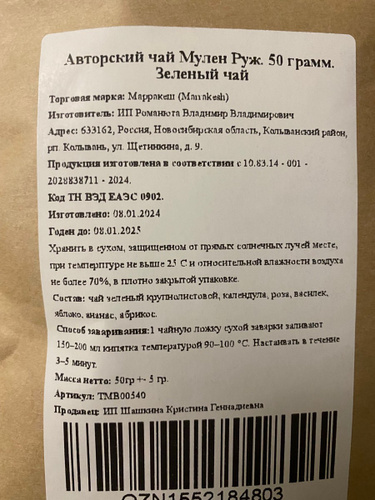 Авторский чай Мулен Руж. 50 грамм.
Зеленый чай
Торговая марка: Марракеш (Marrakesh)
Изготовитель: ИП Романюта Владимир Владимирович
Адрес: 633162, Россия, Новосибирская область, Колыванский район,
рп. Колывань, ул. Щетинкина, д. 9.
Продукция изготовлена в соответствии с 10.83.14 - 001 -
2028838711 - 2024.
Код ТН ВЭД ЕАЭС 0902.
Изготовлено: 08.01.2024
Годен до: 08.01.2025
Хранить в сухом, защищенном от прямых солнечных лучей месте,
при температуре не выше 25 С и относительной влажности воздуха
не более 70%, в плотно закрытой упаковке.
Состав: чай зеленый крупнолистовой, календула, роза, василек,
яблоко, ананас, абрикос.
Способ заваривания:1 чайную ложку сухой заварки заливают
150-200 мл кипятка температурой 90-100 °C. Настаивать в течение
3-5 минут.
Масса нетто: 50гр +- 5 гр.
Артикул: TMB00540
Продавец: ИП Шашкина Кристина Геннадиевна
OZN1552184803